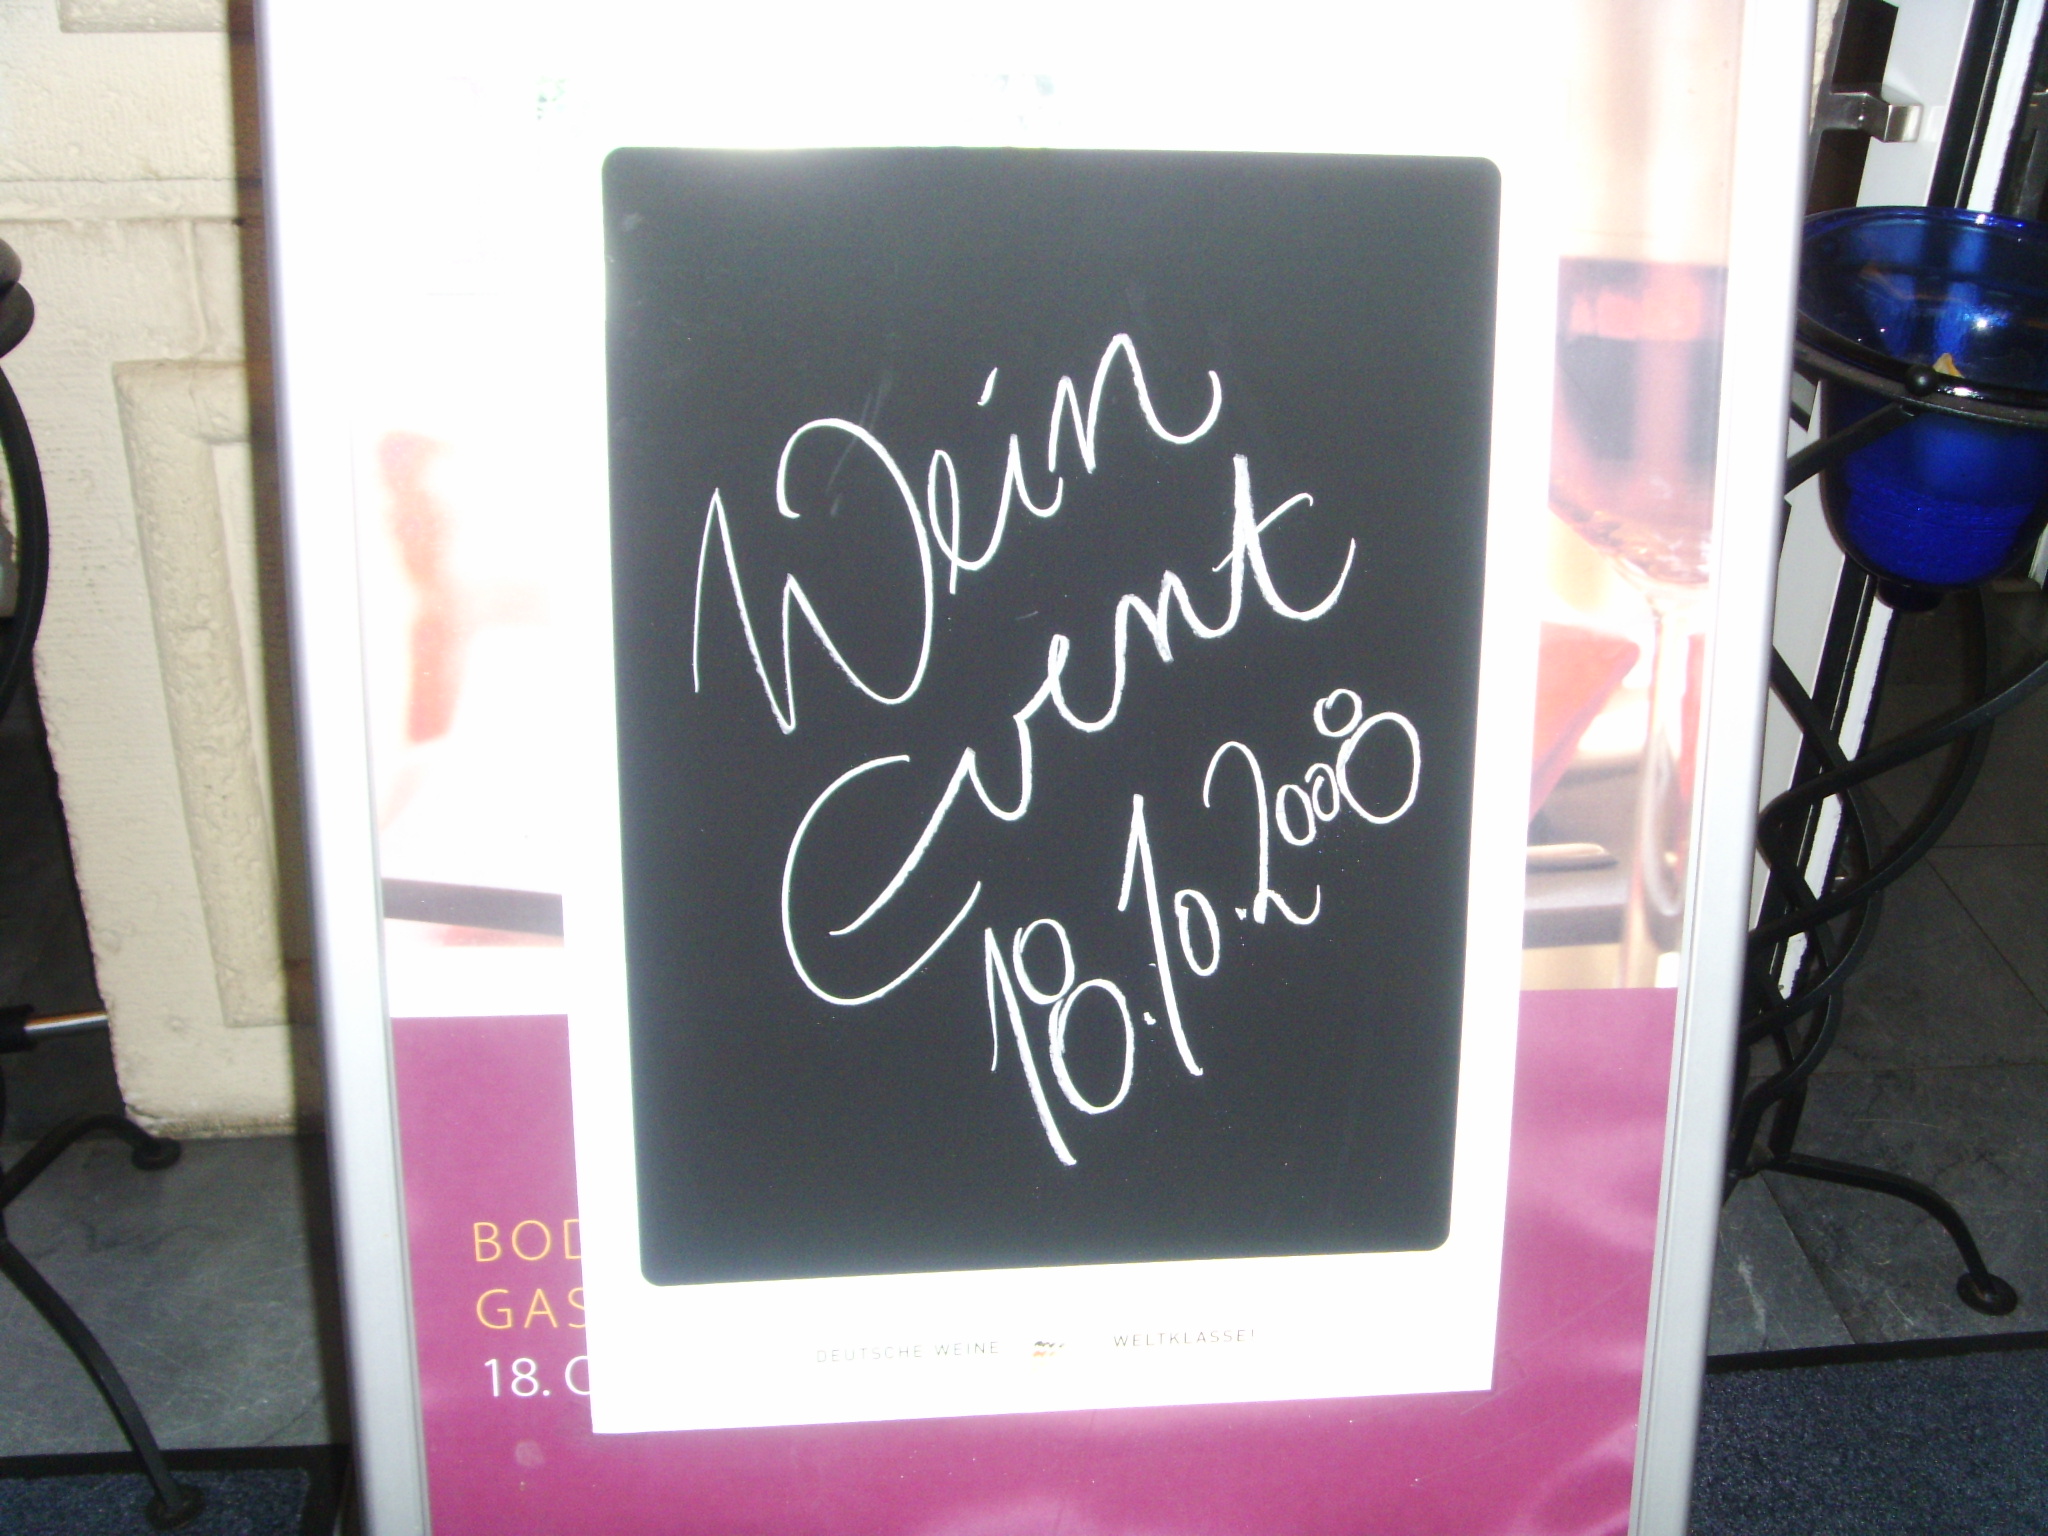 Wein
Event
18.10.2008
BOD
GAS
18. O
DEUTSCHE WEINE WELTKLASSE!